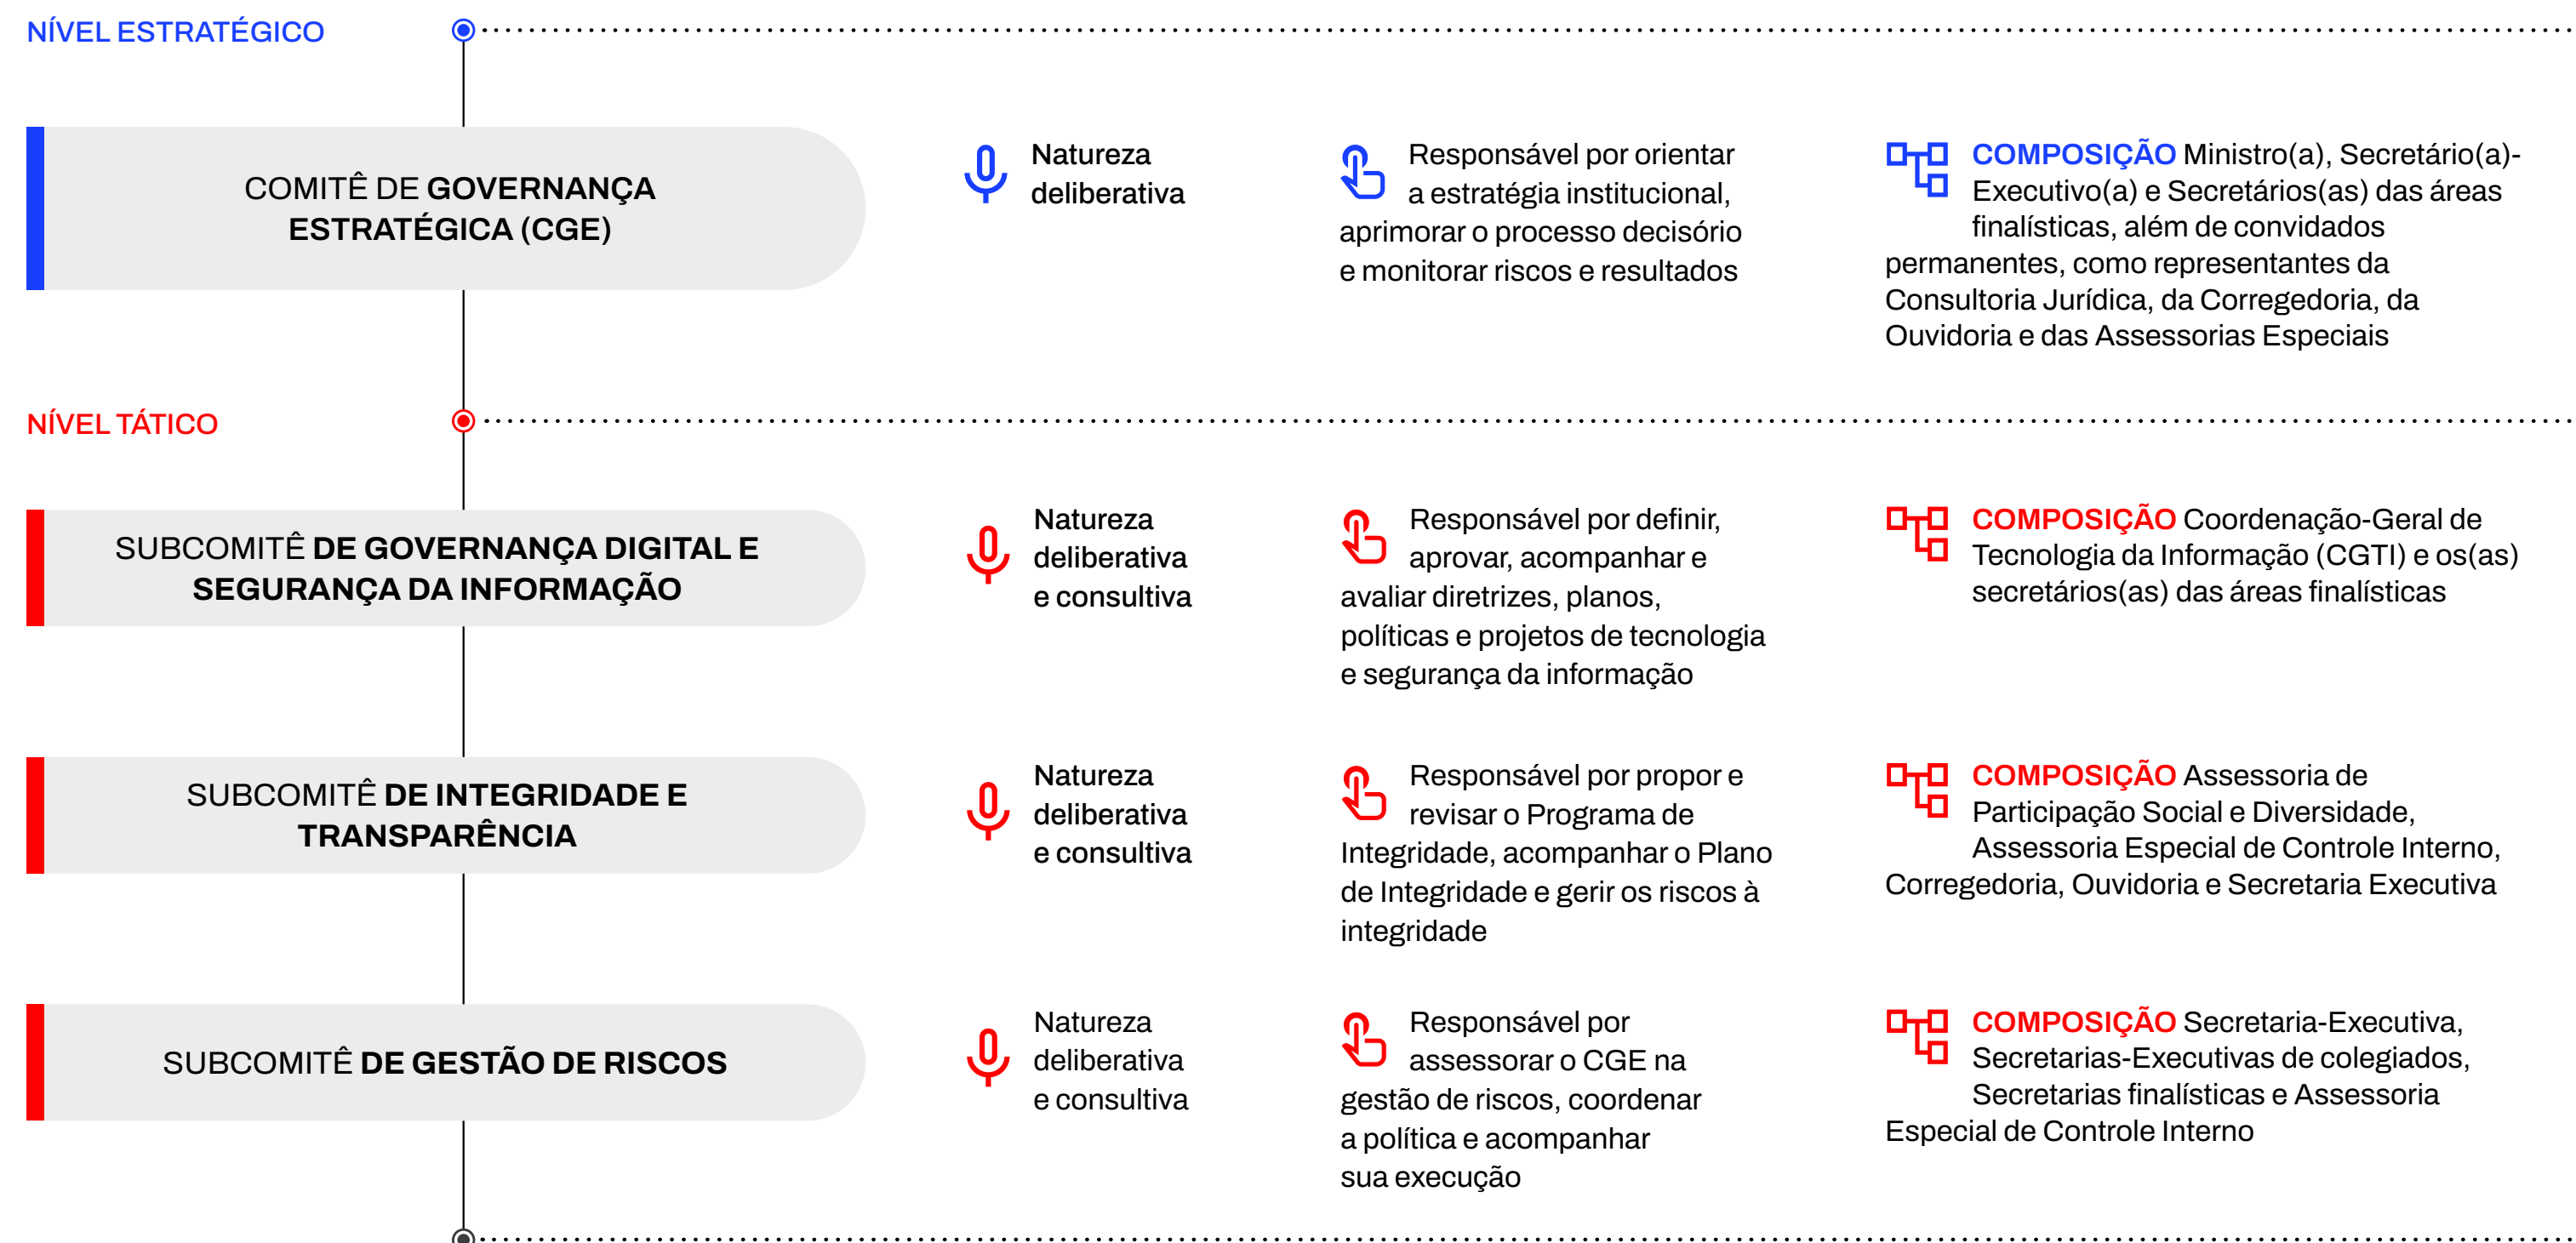 NÍVEL ESTRATÉGICO
COMITÊ DE GOVERNANÇA
ESTRATÉGICA (CGE)
Natureza
deliberativa
Responsável por orientar
a estratégia institucional,
aprimorar o processo decisório
e monitorar riscos e resultados
COMPOSIÇÃO Ministro(a), Secretário(a)-
Executivo(a) e Secretários(as) das áreas
finalísticas, além de convidados
permanentes, como representantes da
Consultoria Jurídica, da Corregedoria, da
Ouvidoria e das Assessorias Especiais
NÍVEL TÁTICO
SUBCOMITÊ DE GOVERNANÇA DIGITAL E
SEGURANÇA DA INFORMAÇÃO
Natureza
deliberativa
e consultiva
Responsável por definir,
aprovar, acompanhar e
avaliar diretrizes, planos,
políticas e projetos de tecnologia
e segurança da informação
COMPOSIÇÃO Coordenação-Geral de
Tecnologia da Informação (CGTI) e os(as)
secretários(as) das áreas finalísticas
SUBCOMITÊ DE INTEGRIDADE E
TRANSPARÊNCIA
Natureza
deliberativa
e consultiva
Responsável por propor e
revisar o Programa de
Integridade, acompanhar o Plano
de Integridade e gerir os riscos à
integridade
COMPOSIÇÃO Assessoria de
Participação Social e Diversidade,
Assessoria Especial de Controle Interno,
Corregedoria, Ouvidoria e Secretaria Executiva
SUBCOMITÊ DE GESTÃO DE RISCOS
Natureza
deliberativa
e consultiva
Responsável por
assessorar o CGE na
gestão de riscos, coordenar
a política e acompanhar
sua execução
COMPOSIÇÃO Secretaria-Executiva,
Secretarias-Executivas de colegiados,
Secretarias finalísticas e Assessoria
Especial de Controle Interno